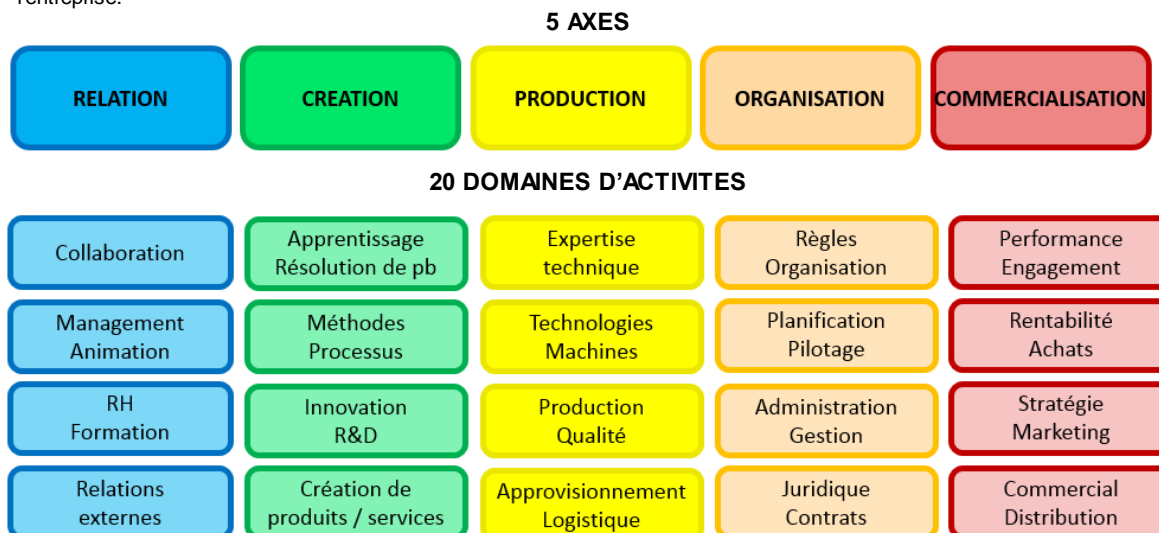 l'entreprise.
5 AXES
RELATION
CREATION
PRODUCTION
ORGANISATION
COMMERCIALISATION
20 DOMAINES D'ACTIVITES
Collaboration
Apprentissage
Résolution de pb
Expertise
technique
Règles
Organisation
Performance
Engagement
Management
Animation
Méthodes
Processus
Technologies
Machines
Planification
Pilotage
Rentabilité
Achats
RH
Formation
Innovation
R&D
Production
Qualité
Administration
Gestion
Stratégie
Marketing
Relations
externes
Création de
produits / services
Approvisionnement
Logistique
Juridique
Contrats
Commercial
Distribution